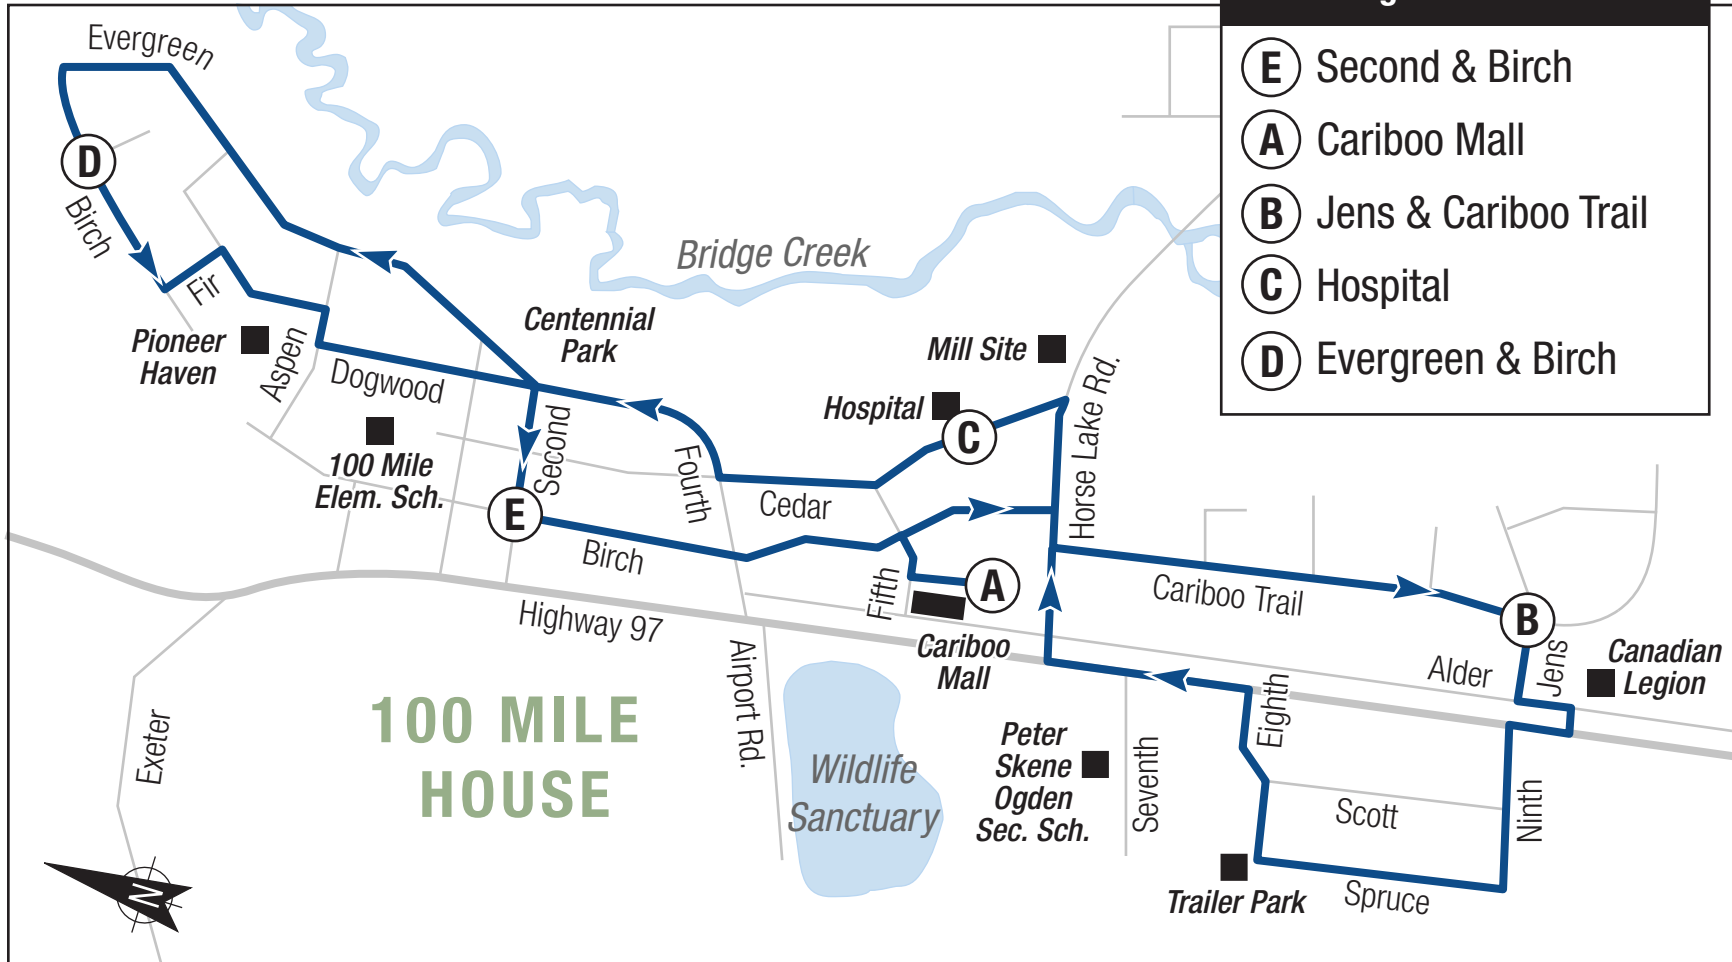 E Second & Birch
A Cariboo Mall
B Jens & Cariboo Trail
C Hospital
D Evergreen & Birch
Evergreen
D
Birch
Fir
Bridge Creek
Centennial
Park
Pioneer
Haven
Aspen
Dogwood
Mill Site
Hospital
C
Horse Lake Rd.
100 Mile
Elem. Sch.
Second
E
Fourth
Cedar
Birch
Fifth
A
Cariboo Trail
B
Highway 97
Cariboo
Mall
Alder
Jens
Canadian
Legion
100 MILE
HOUSE
Airport Rd.
Exeter
Wildlife
Sanctuary
Peter
Skene
Ogden
Sec. Sch.
Seventh
Eighth
Scott
Ninth
Trailer Park
Spruce
N